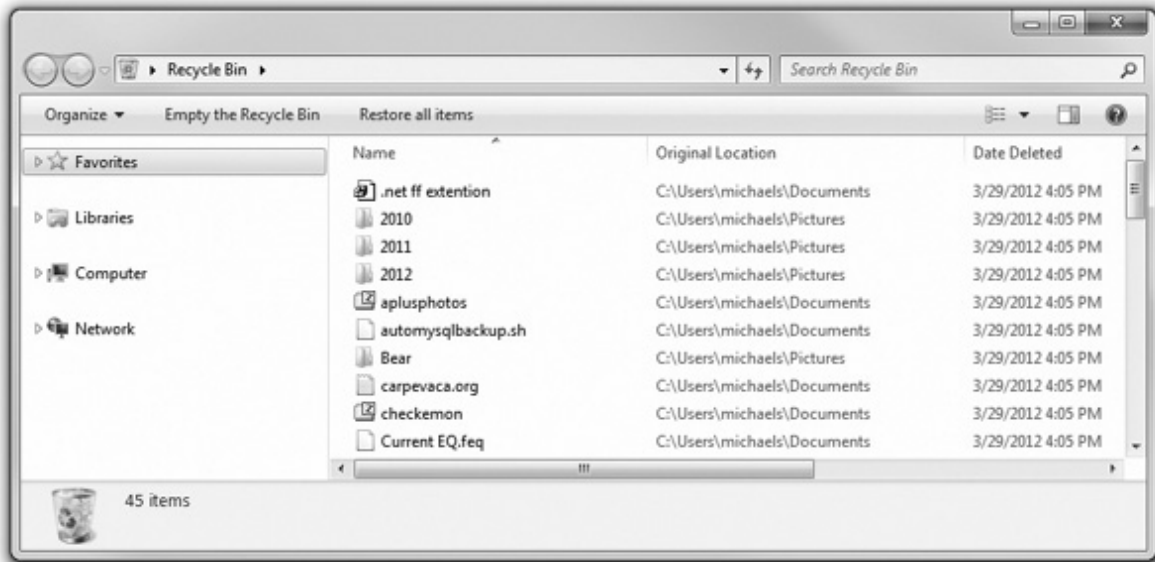 Recycle Bin
Search Recycle Bin
Organize Empty the Recycle Bin Restore all items
Favorites
Libraries
Computer
Network
Name Original Location Date Deleted
.net ff extention C:\Users\michaels\Documents 3/29/2012 4:05 PM
2010 C:\Users\michaels\Pictures 3/29/2012 4:05 PM
2011 C:\Users\michaels\Pictures 3/29/2012 4:05 PM
2012 C:\Users\michaels\Pictures 3/29/2012 4:05 PM
aplusphotos C:\Users\michaels\Documents 3/29/2012 4:05 PM
automysqlbackup.sh C:\Users\michaels\Documents 3/29/2012 4:05 PM
Bear C:\Users\michaels\Pictures 3/29/2012 4:05 PM
carpevaca.org C:\Users\michaels\Documents 3/29/2012 4:05 PM
checkemon C:\Users\michaels\Documents 3/29/2012 4:05 PM
Current EQ.feq C:\Users\michaels\Documents 3/29/2012 4:05 PM
45 items